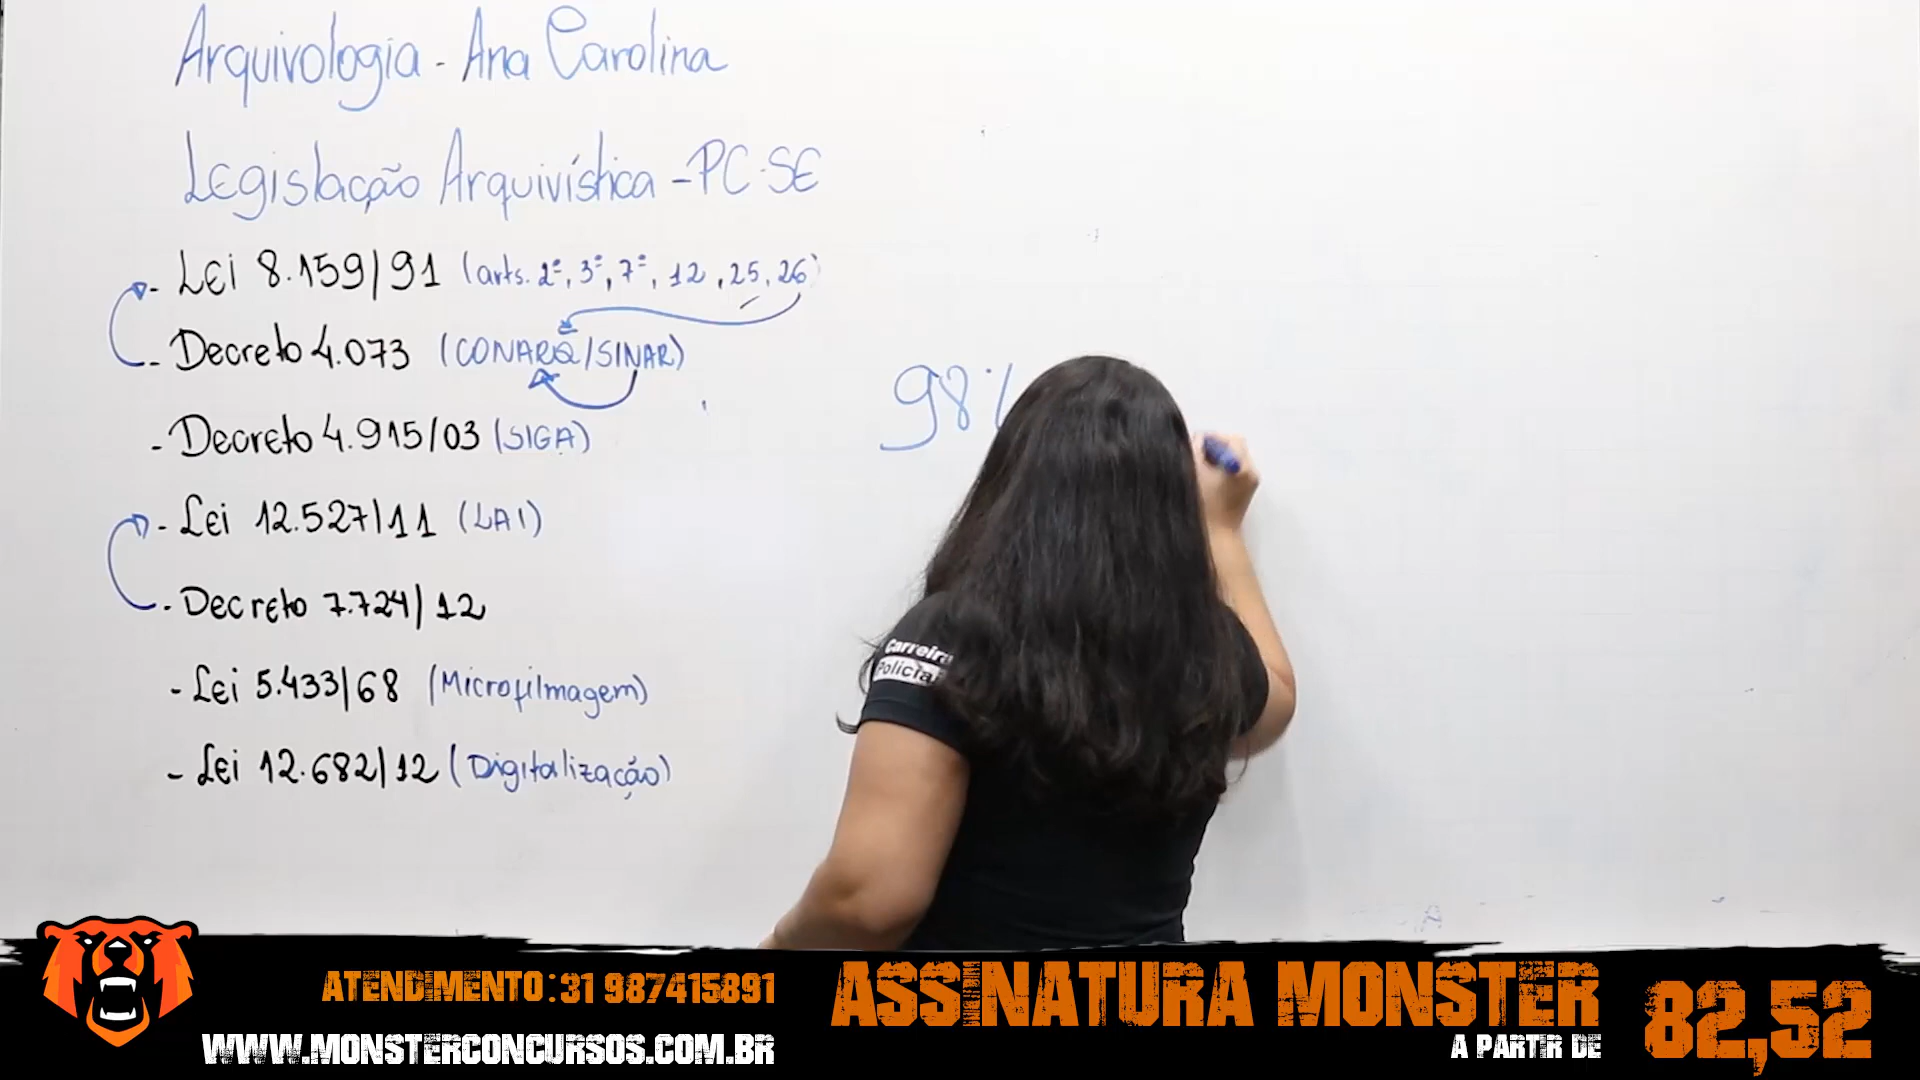 Arquivologia - Ana Carolina
Legislação Arquivística - PC-SE
- Lei 8.159/91 (arts. 2º, 3º, 7º, 12, 25, 26)
- Decreto 4.073 (CONARQ/SINAR)
- Decreto 4.915/03 (SIGA)
- Lei 12.527/11 (LAI)
- Decreto 7.724/12
- Lei 5.433/68 (Microfilmagem)
- Lei 12.682/12 (Digitalização)
98%
Carreira
Policial
ATENDIMENTO: 31 987415891
WWW.MONSTERCONCURSOS.COM.BR
ASSINATURA MONSTER
A PARTIR DE
82,52